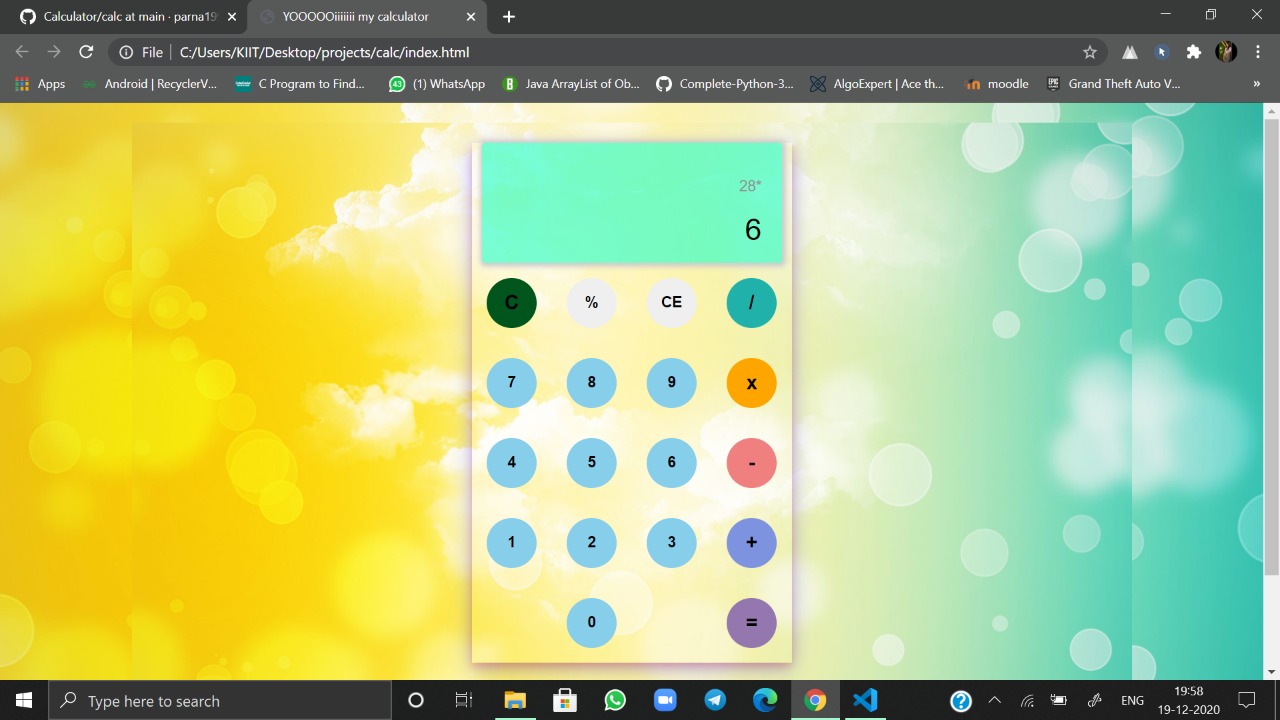 Calculator/calc at main · parna19
YOOOOOiiiiiii my calculator
File C:/Users/KIIT/Desktop/projects/calc/index.html
Apps Android | RecyclerV... C Program to Find... 43 (1) WhatsApp B Java ArrayList of Ob... Complete-Python-3... AlgoExpert | Ace th... moodle EPIC Grand Theft Auto V... »
28*
6
C % CE /
7 8 9 x
4 5 6 -
1 2 3 +
0 =
Type here to search
? ENG 19:58
19-12-2020